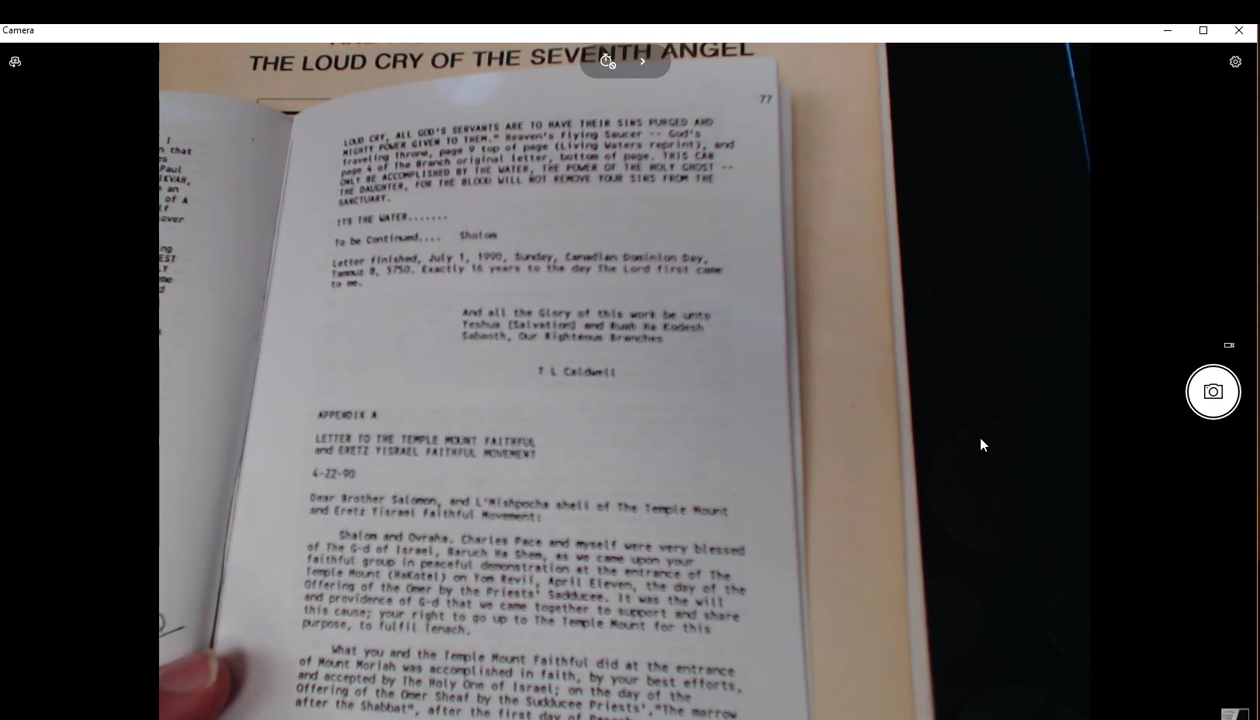 Camera
THE LOUD CRY OF THE SEVENTH ANGEL
77
I
n that
es
Paul
IKVAH,
s an
of A
lf
over
ng
EST
LY
me
d
LOUD CRY, ALL GOD'S SERVANTS ARE TO HAVE THEIR SINS PURGED AND
MIGHTY POWER GIVEN TO THEM." Heaven's Flying Saucer -- God's
Traveling Throne, page 9 top of page (Living Waters reprint), and
page 4 of The Branch original letter, bottom of page. THIS CAN
ONLY BE ACCOMPLISHED BY THE WATER, THE POWER OF THE HOLY GHOST --
THE DAUGHTER, FOR THE BLOOD WILL NOT REMOVE YOUR SINS FROM THE
SANCTUARY.
ITS THE WATER.......
To be Continued.... Shalom
Letter finished, July 1, 1990, Sunday, Canadian Dominion Day,
Tammuz 8, 5750. Exactly 16 years to the day The Lord first came
to me.
And all the Glory of this work be unto
Yeshua [Salvation] and Ruah Ha Kodesh
Sabaoth, Our Righteous Branches
T L Caldwell
APPENDIX A
LETTER TO THE TEMPLE MOUNT FAITHFUL
and ERETZ YISRAEL FAITHFUL MOVEMENT
4-22-90
Dear Brother Salomon, and L'Mishpocha shell of The Temple Mount
and Eretz Yisrael Faithful Movement:
Shalom and Ovraha. Charles Pace and myself were very blessed
of The G-d of Israel, Baruch Ha Shem, as we came upon your
faithful group in peaceful demonstration at the entrance of The
Temple Mount (HaKotel) on Yom Revii, April Eleven, the day of the
Offering of the Omer by the Priests' Sadducee. It was the will
and providence of G-d that we came together to support and share
this cause; your right to go up to The Temple Mount for this
purpose, to fulfil Tenach.
What you and the Temple Mount Faithful did at the entrance
of Mount Moriah was accomplished in faith, by your best efforts,
and accepted by The Holy One of Israel; on the day of the
Offering of the Omer Sheaf by the Sudducee Priests',"The morrow
after the Shabbat", after the first day of